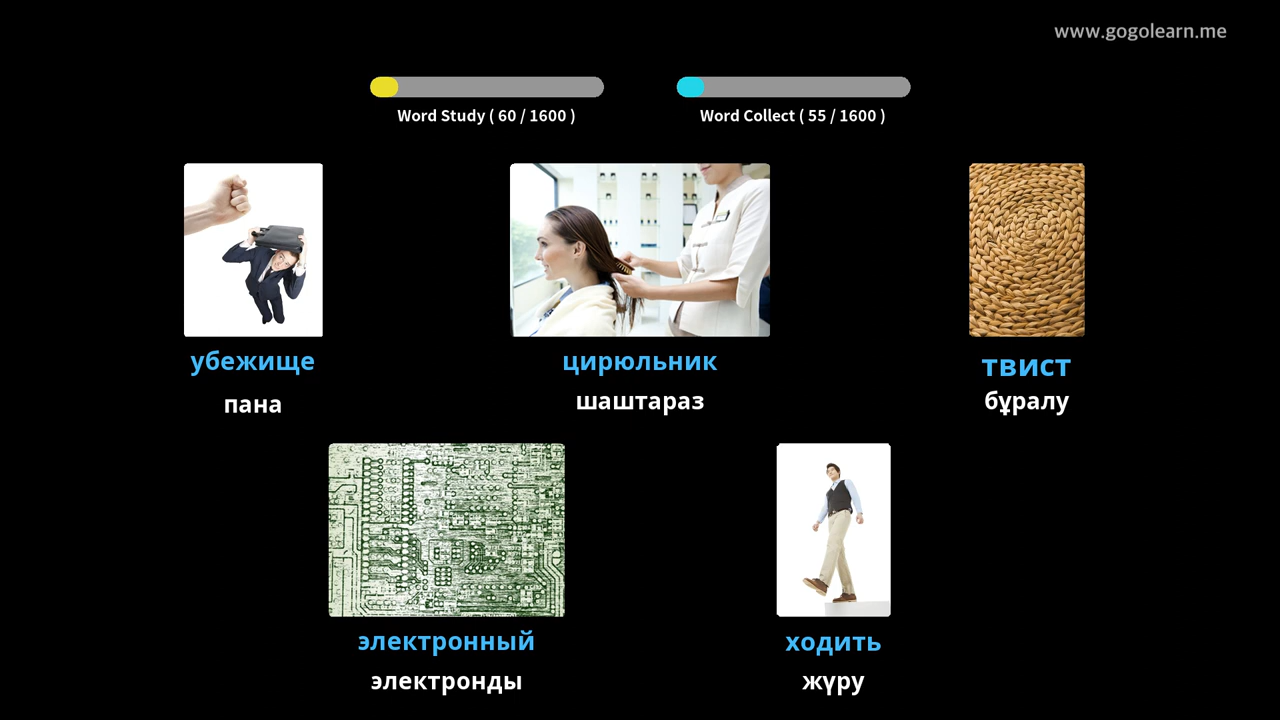 www.gogolearn.me
Word Study ( 60 / 1600 )
Word Collect ( 55 / 1600 )
убежище
пана
цирюльник
шаштараз
твист
бұралу
электронный
электронды
ходить
жүру